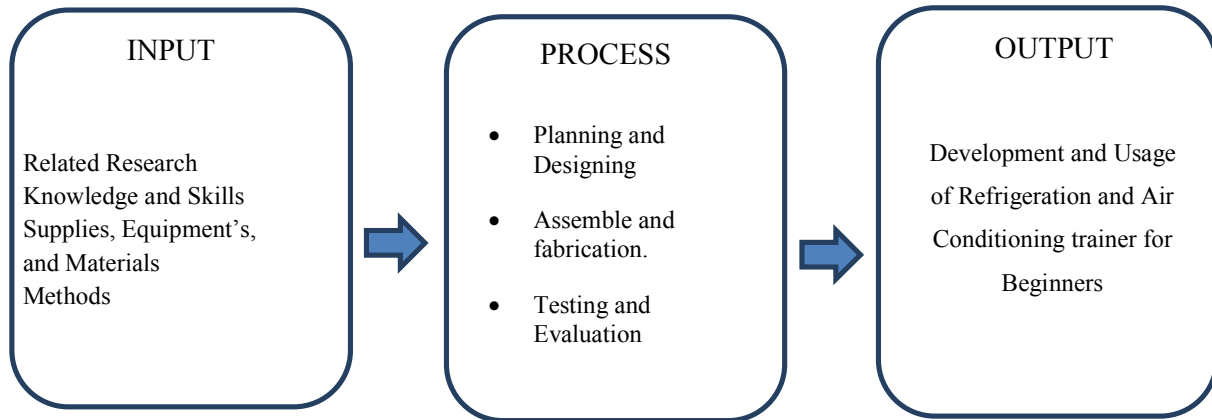 INPUT
Related Research
Knowledge and Skills
Supplies, Equipment’s,
and Materials
Methods
PROCESS
• Planning and
Designing
• Assemble and
fabrication.
• Testing and
Evaluation
OUTPUT
Development and Usage
of Refrigeration and Air
Conditioning trainer for
Beginners